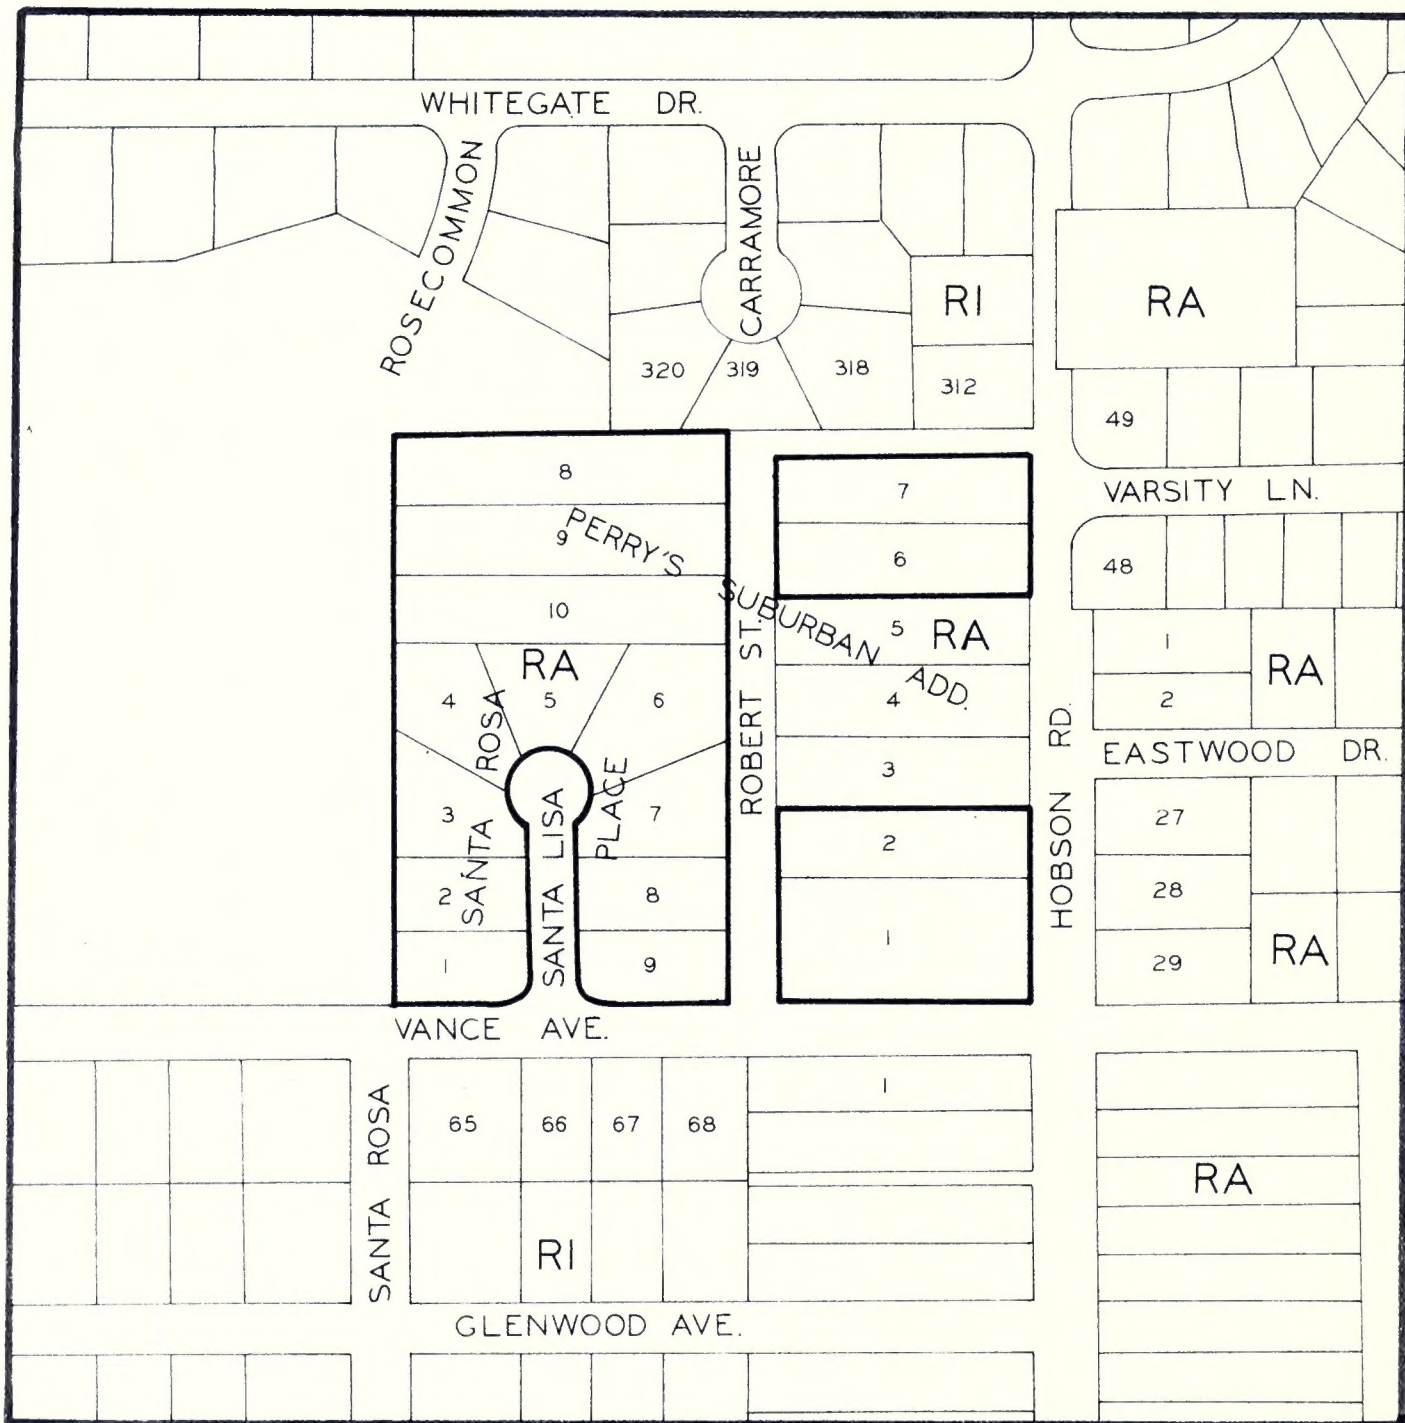 WHITEGATE DR.
ROSECOMMON
CARRAMORE
RI
RA
320
319
318
312
49
8
7
VARSITY LN.
9
PERRY'S SUBURBAN ADD.
6
48
10
5
RA
1
RA
2
RA
4
5
6
4
ROBERT ST.
HOBSON RD.
3
EASTWOOD DR.
SANTA ROSA PLACE
SANTA LISA
3
7
2
27
2
8
28
1
9
1
29
RA
VANCE AVE.
SANTA ROSA
65
66
67
68
1
RA
RI
GLENWOOD AVE.